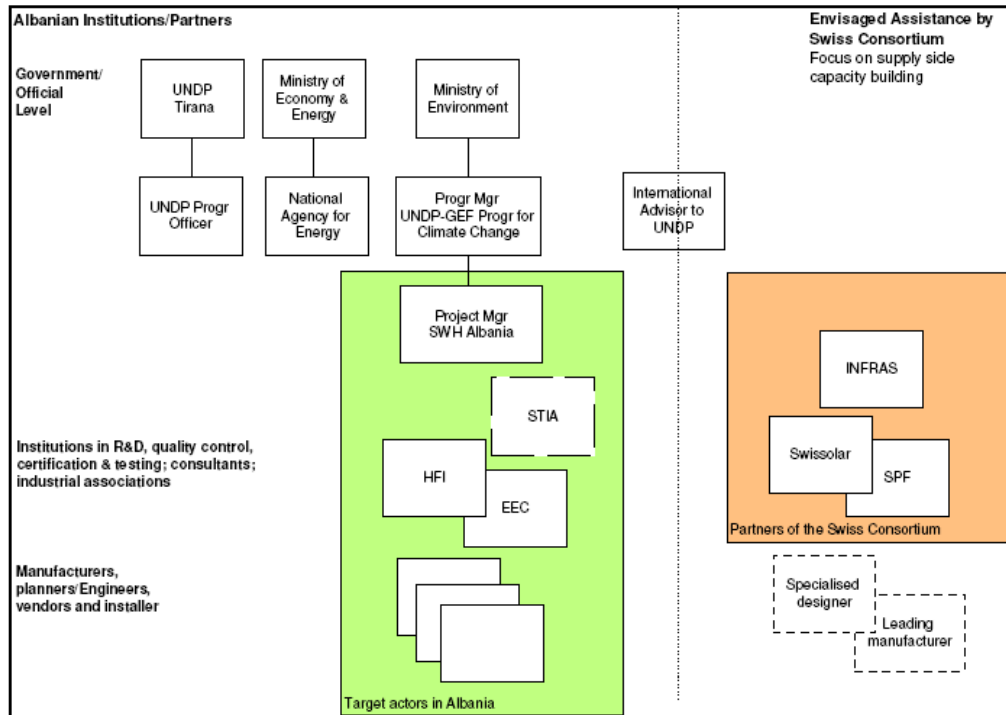 Albanian Institutions/Partners
Envisaged Assistance by
Swiss Consortium
Focus on supply side
capacity building
Government/
Official
Level
UNDP
Tirana
Ministry of
Economy &
Energy
Ministry of
Environment
UNDP Progr
Officer
National
Agency for
Energy
Progr Mgr
UNDP-GEF Progr for
Climate Change
International
Advisor to
UNDP
Project Mgr
SWH Albania
INFRAS
STIA
Institutions in R&D, quality control,
certification & testing; consultants;
industrial associations
HFI
EEC
Swissolar
SPF
Partners of the Swiss Consortium
Manufacturers,
planners/Engineers,
vendors and installer
Specialised
designer
Leading
manufacturer
Target actors in Albania